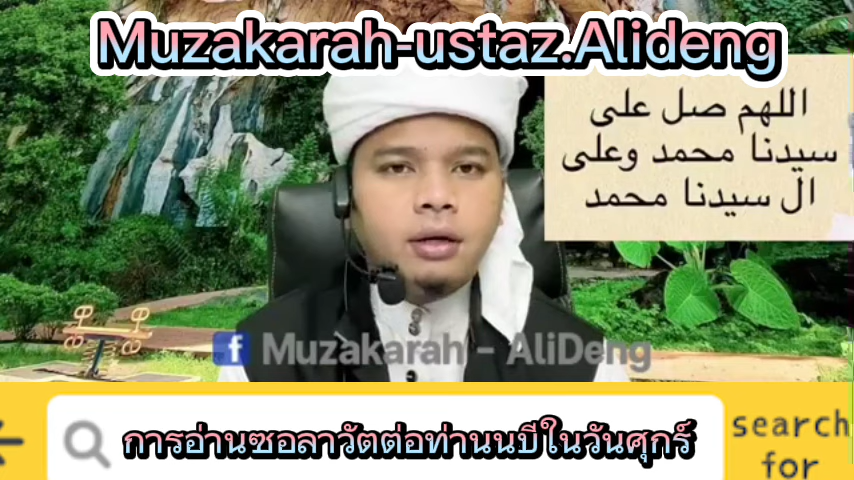 Muzakarah-ustaz.Alideng
اللهم صل على
سيدنا محمد وعلى
ال سيدنا محمد
f Muzakarah - AliDeng
การอ่านซอลาวัตต่อท่านนบีในวันศุกร์
search
for